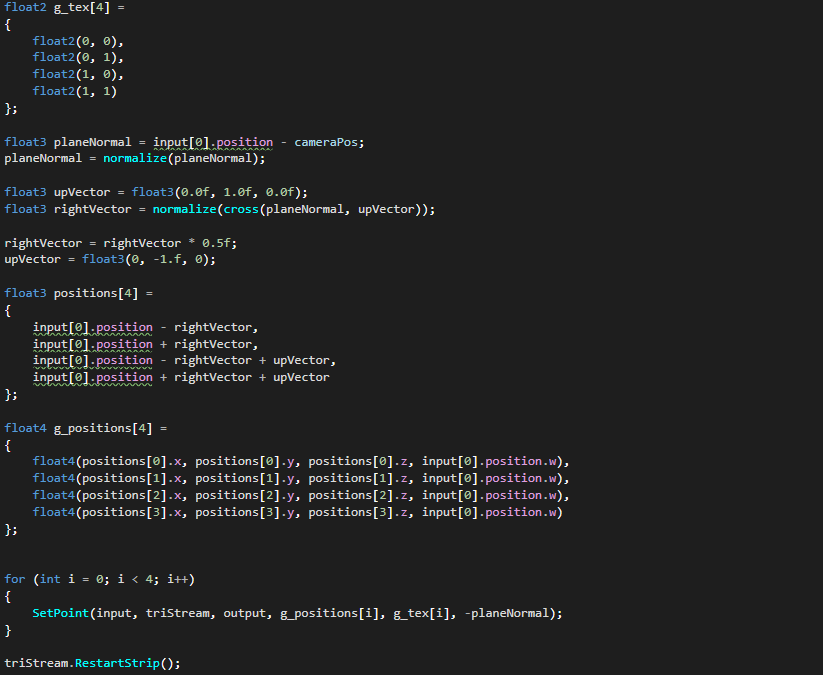 float2 g_tex[4] =
{
    float2(0, 0),
    float2(0, 1),
    float2(1, 0),
    float2(1, 1)
};

float3 planeNormal = input[0].position - cameraPos;
planeNormal = normalize(planeNormal);

float3 upVector = float3(0.0f, 1.0f, 0.0f);
float3 rightVector = normalize(cross(planeNormal, upVector));

rightVector = rightVector * 0.5f;
upVector = float3(0, -1.f, 0);

float3 positions[4] =
{
    input[0].position - rightVector,
    input[0].position + rightVector,
    input[0].position - rightVector + upVector,
    input[0].position + rightVector + upVector
};

float4 g_positions[4] =
{
    float4(positions[0].x, positions[0].y, positions[0].z, input[0].position.w),
    float4(positions[1].x, positions[1].y, positions[1].z, input[0].position.w),
    float4(positions[2].x, positions[2].y, positions[2].z, input[0].position.w),
    float4(positions[3].x, positions[3].y, positions[3].z, input[0].position.w)
};

for (int i = 0; i < 4; i++)
{
    SetPoint(input, triStream, output, g_positions[i], g_tex[i], -planeNormal);
}

triStream.RestartStrip();